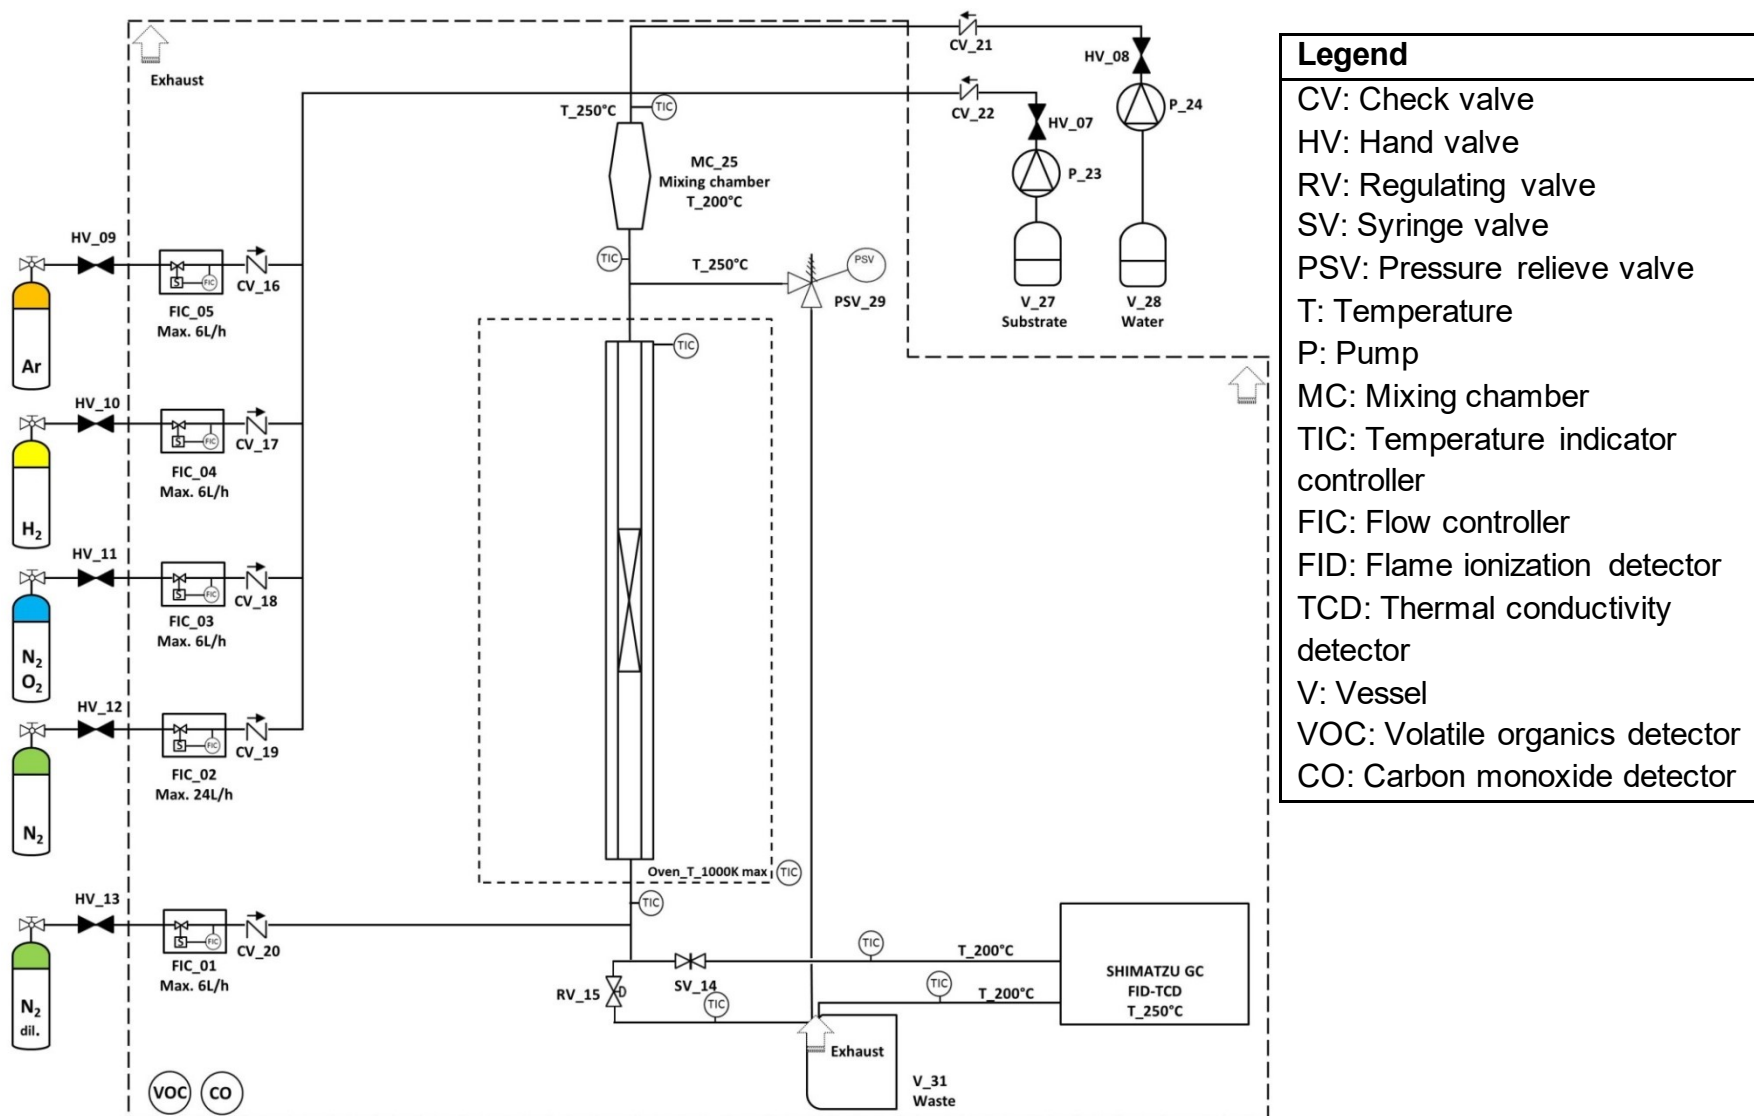 Exhaust
CV_21
HV_08
P_24
T_250°C
TIC
CV_22
HV_07
P_23
MC_25
Mixing chamber
T_200°C
V_27
Substrate
V_28
Water
HV_09
CV_16
S
FIC
FIC_05
Max. 6L/h
Ar
TIC
T_250°C
PSV
PSV_29
TIC
HV_10
CV_17
S
FIC
FIC_04
Max. 6L/h
H2
HV_11
CV_18
S
FIC
FIC_03
Max. 6L/h
N2
O2
HV_12
CV_19
S
FIC
FIC_02
Max. 24L/h
N2
Oven_T_1000K max
TIC
TIC
HV_13
CV_20
S
FIC
FIC_01
Max. 6L/h
N2
dil.
TIC
T_200°C
SV_14
RV_15
D
TIC
TIC
T_200°C
SHIMATZU GC
FID-TCD
T_250°C
Exhaust
V_31
Waste
VOC
CO
Legend
CV: Check valve
HV: Hand valve
RV: Regulating valve
SV: Syringe valve
PSV: Pressure relieve valve
T: Temperature
P: Pump
MC: Mixing chamber
TIC: Temperature indicator
controller
FIC: Flow controller
FID: Flame ionization detector
TCD: Thermal conductivity
detector
V: Vessel
VOC: Volatile organics detector
CO: Carbon monoxide detector